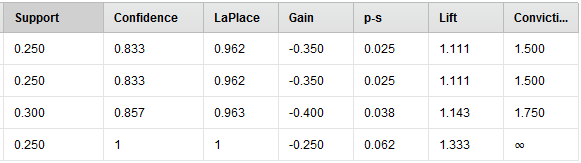 Support Confidence LaPlace Gain p-s Lift Convicti...
0.250 0.833 0.962 -0.350 0.025 1.111 1.500
0.250 0.833 0.962 -0.350 0.025 1.111 1.500
0.300 0.857 0.963 -0.400 0.038 1.143 1.750
0.250 1 1 -0.250 0.062 1.333 ∞